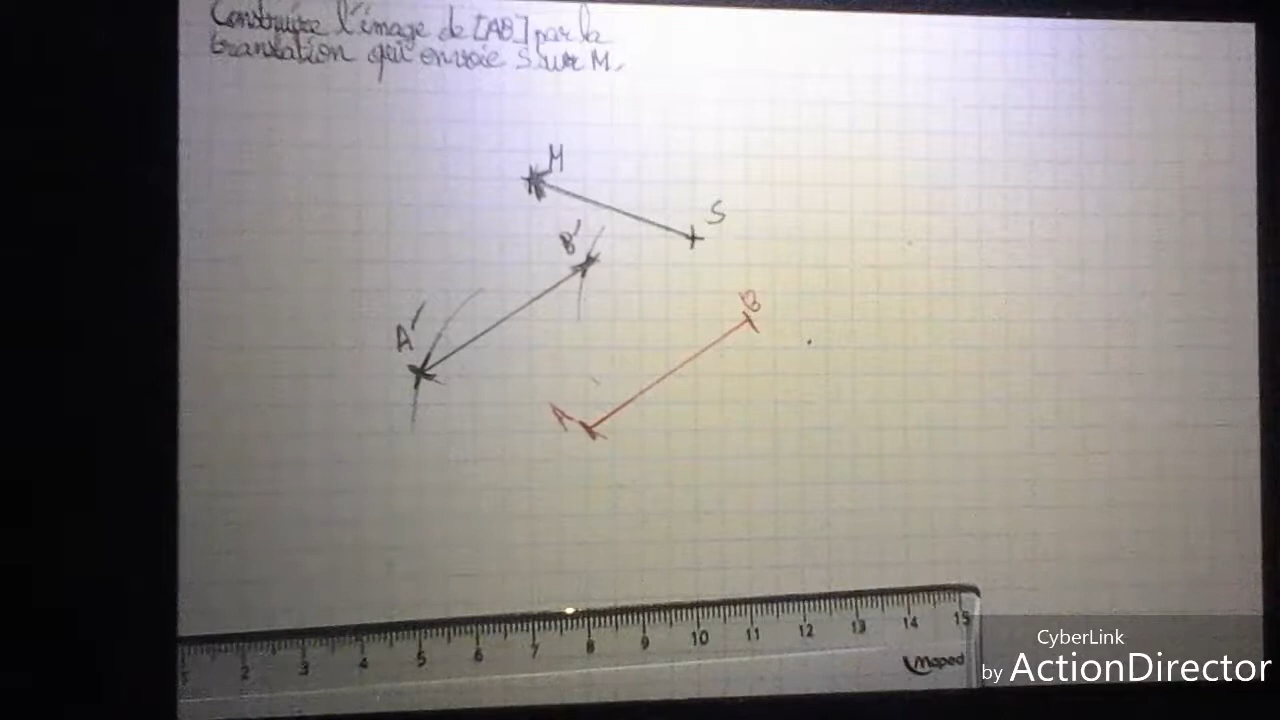 Construire l'image de [AB] par la
translation qui envoie S sur M.
M
S
B'
A'
B
A
1 2 3 4 5 6 7 8 9 10 11 12 13 14 15
Maped
CyberLink
by ActionDirector